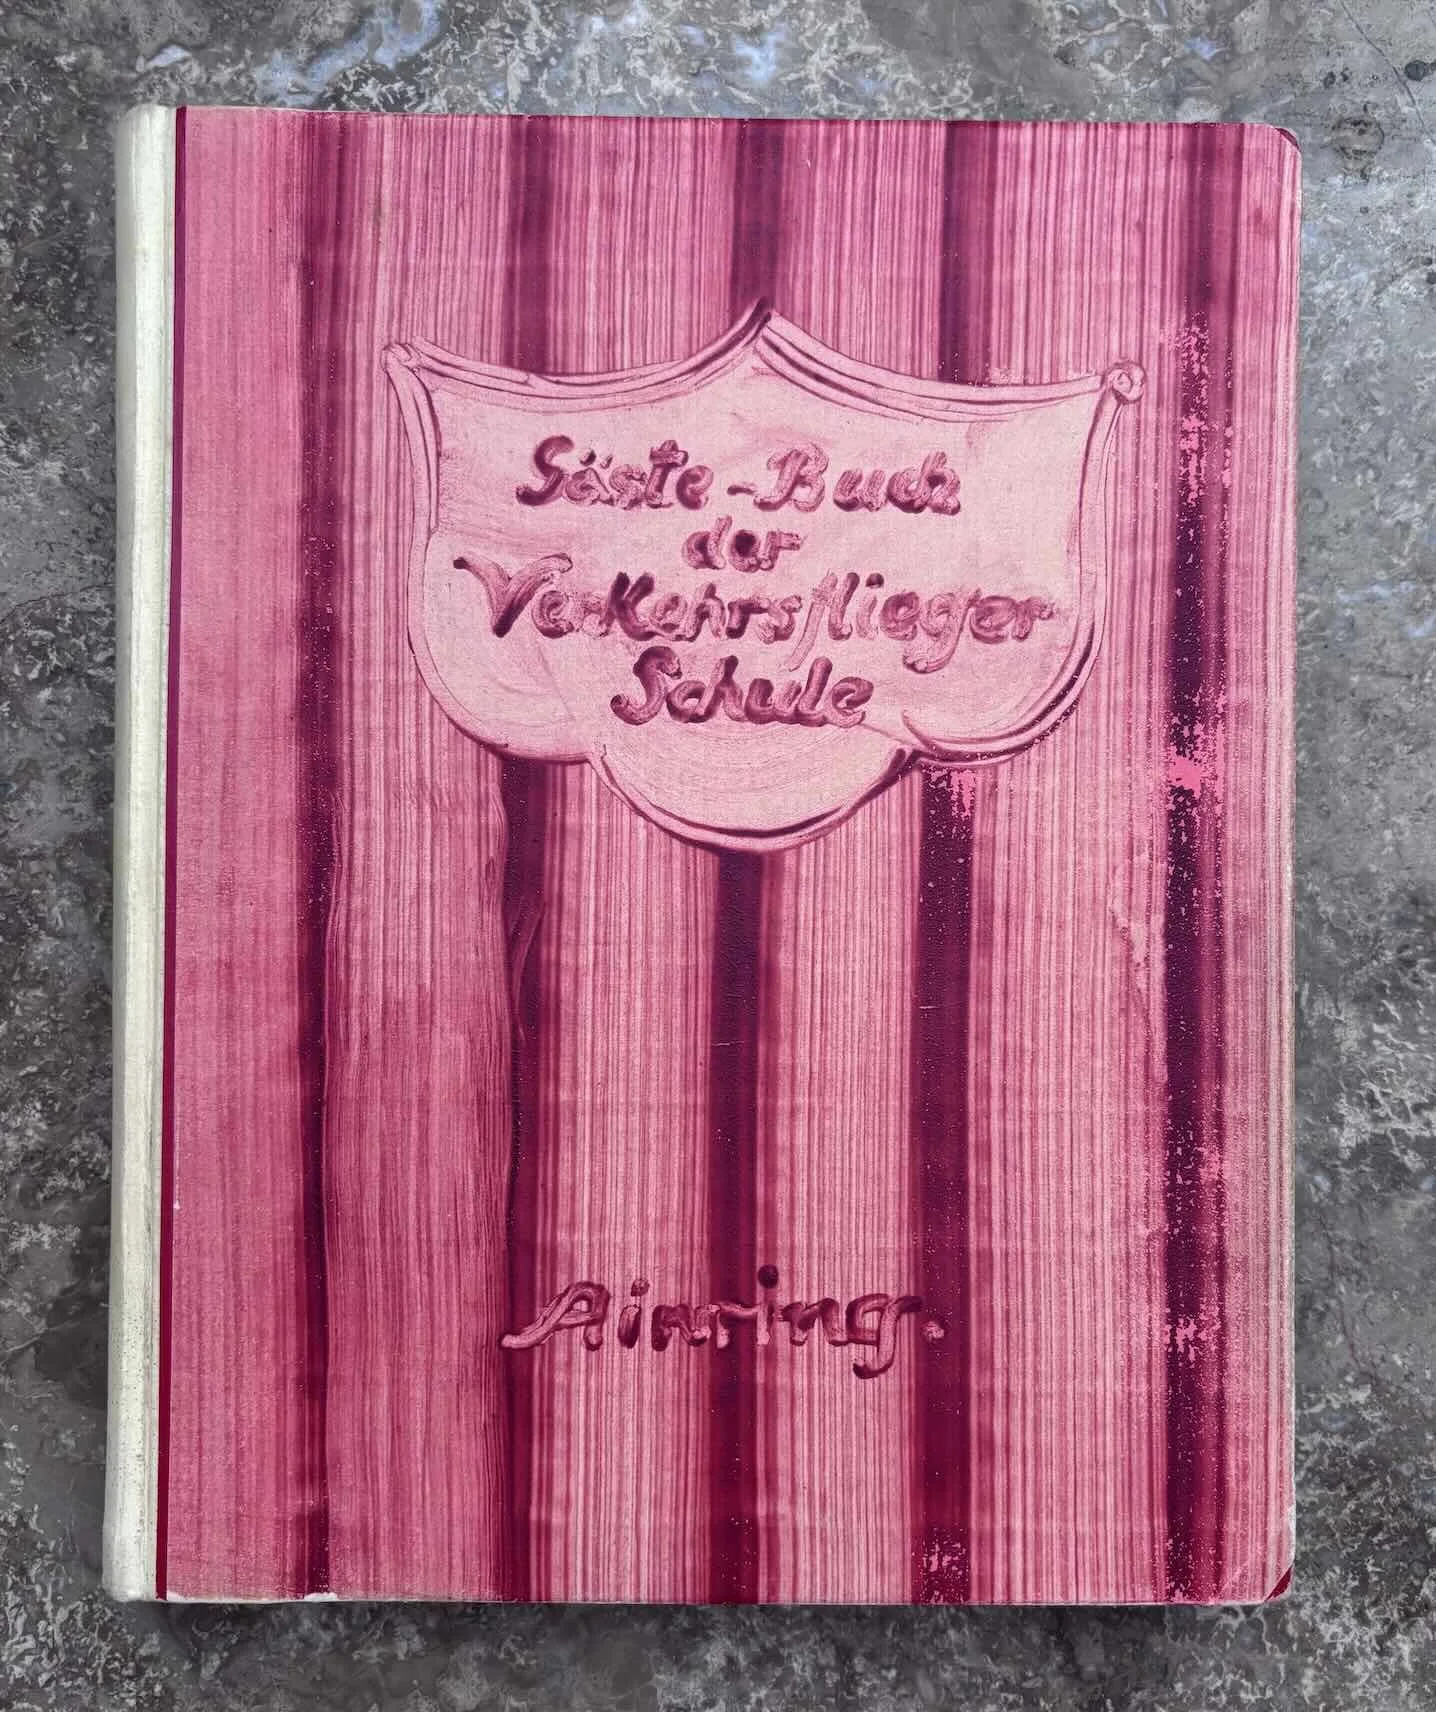 Gäste-Buch
der
Verkehrsflieger
Schule
Ainring.